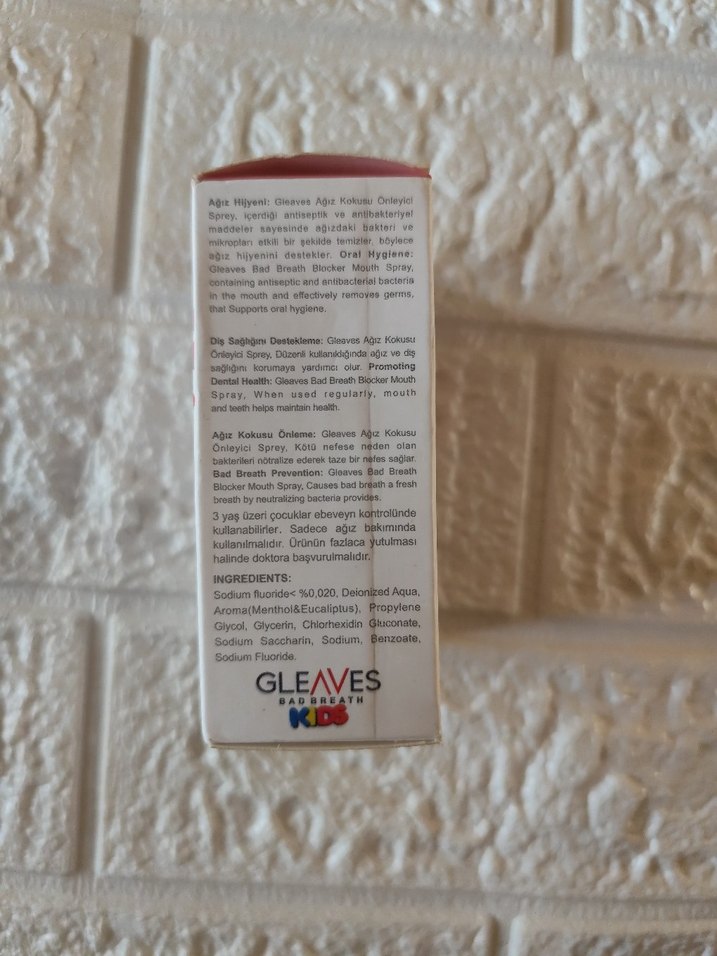 Ağız Hijyeni: Gleaves Ağız Kokusu Önleyici
Sprey, içerdiği antiseptik ve antibakteriyel
maddeler sayesinde ağızdaki bakteri ve
mikropları etkili bir şekilde temizler, böylece
ağız hijyenini destekler. Oral Hygiene:
Gleaves Bad Breath Blocker Mouth Spray,
containing antiseptic and antibacterial bacteria
in the mouth and effectively removes germs,
that Supports oral hygiene.
Diş Sağlığını Destekleme: Gleaves Ağız Kokusu
Önleyici Sprey, Düzenli kullanıldığında ağız ve diş
sağlığını korumaya yardımcı olur. Promoting
Dental Health: Gleaves Bad Breath Blocker Mouth
Spray, When used regularly, mouth
and teeth helps maintain health.
Ağız Kokusu Önleme: Gleaves Ağız Kokusu
Önleyici Sprey, Kötü nefese neden olan
bakterileri nötralize ederek taze bir nefes sağlar.
Bad Breath Prevention: Gleaves Bad Breath
Blocker Mouth Spray, Causes bad breath a fresh
breath by neutralizing bacteria provides.
3 yaş üzeri çocuklar ebeveyn kontrolünde
kullanabilirler. Sadece ağız bakımında
kullanılmalıdır. Ürünün fazlaca yutulması
halinde doktora başvurulmalıdır.
INGREDIENTS:
Sodium fluoride< %0,020, Deionized Aqua,
Aroma(Menthol&Eucaliptus), Propylene
Glycol, Glycerin, Chlorhexidin Gluconate,
Sodium Saccharin, Sodium, Benzoate,
Sodium Fluoride.
GLEAVES
BAD BREATH
KIDS